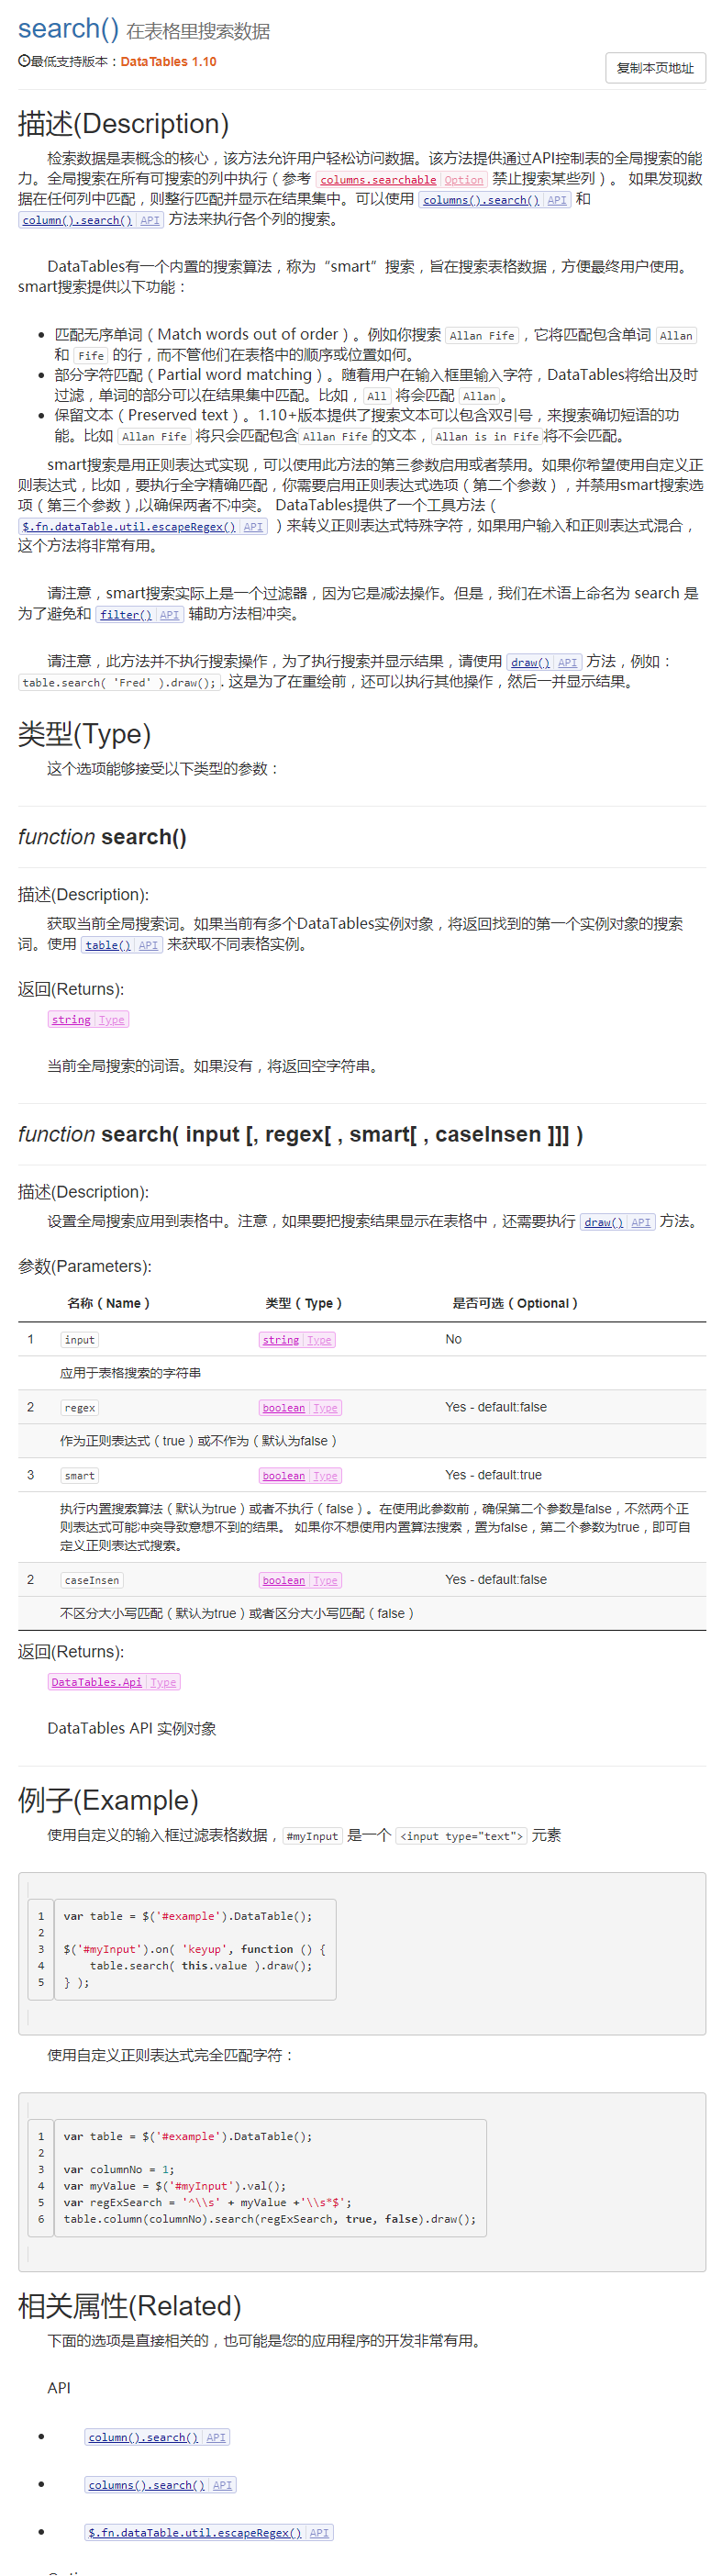 search() 在表格里搜索数据
最低支持版本：DataTables 1.10
复制本页地址
描述(Description)
检索数据是表概念的核心，该方法允许用户轻松访问数据。该方法提供通过API控制表的全局搜索的能
力。全局搜索在所有可搜索的列中执行（参考 columns.searchable Option 禁止搜索某些列）。 如果发现数
据在任何列中匹配，则整行匹配并显示在结果集中。可以使用 columns().search() API 和
column().search() API 方法来执行各个列的搜索。
DataTables有一个内置的搜索算法，称为“smart”搜索，旨在搜索表格数据，方便最终用户使用。
smart搜索提供以下功能：
匹配无序单词（Match words out of order）。例如你搜索 Allan Fife ，它将匹配包含单词 Allan
和 Fife 的行，而不管他们在表格中的顺序或位置如何。
部分字符匹配（Partial word matching）。随着用户在输入框里输入字符，DataTables将给出及时
过滤，单词的部分可以在结果集中匹配。比如， All 将会匹配 Allan 。
保留文本（Preserved text）。1.10+版本提供了搜索文本可以包含双引号，来搜索确切短语的功
能。比如 Allan Fife 将只会匹配包含 Allan Fife 的文本， Allan is in Fife 将不会匹配。
smart搜索是用正则表达式实现，可以使用此方法的第三参数启用或者禁用。如果你希望使用自定义正
则表达式，比如，要执行全字精确匹配，你需要启用正则表达式选项（第二个参数），并禁用smart搜索选
项（第三个参数）,以确保两者不冲突。 DataTables提供了一个工具方法（
$.fn.dataTable.util.escapeRegex() API ）来转义正则表达式特殊字符，如果用户输入和正则表达式混合，
这个方法将非常有用。
请注意，smart搜索实际上是一个过滤器，因为它是减法操作。但是，我们在术语上命名为 search 是
为了避免和 filter() API 辅助方法相冲突。
请注意，此方法并不执行搜索操作，为了执行搜索并显示结果，请使用 draw() API 方法，例如：
table.search( 'Fred' ).draw(); . 这是为了在重绘前，还可以执行其他操作，然后一并显示结果。
类型(Type)
这个选项能够接受以下类型的参数：
function search()
描述(Description):
获取当前全局搜索词。如果当前有多个DataTables实例对象，将返回找到的第一个实例对象的搜索
词。使用 table() API 来获取不同表格实例。
返回(Returns):
string Type
当前全局搜索的词语。如果没有，将返回空字符串。
function search( input [, regex[ , smart[ , caseInsen ]]] )
描述(Description):
设置全局搜索应用到表格中。注意，如果要把搜索结果显示在表格中，还需要执行 draw() API 方法。
参数(Parameters):
名称（Name） 类型（Type） 是否可选（Optional）
1 input string Type No
应用于表格搜索的字符串
2 regex boolean Type Yes - default:false
作为正则表达式（true）或不作为（默认为false）
3 smart boolean Type Yes - default:true
执行内置搜索算法（默认为true）或者不执行（false）。在使用此参数前，确保第二个参数是false，不然两个正
则表达式可能冲突导致意想不到的结果。 如果你不想使用内置算法搜索，置为false，第二个参数为true，即可自
定义正则表达式搜索。
2 caseInsen boolean Type Yes - default:false
不区分大小写匹配（默认为true）或者区分大小写匹配（false）
返回(Returns):
DataTables.Api Type
DataTables API 实例对象
例子(Example)
使用自定义的输入框过滤表格数据， #myInput 是一个 <input type="text"> 元素
1 var table = $('#example').DataTable();
2
3 $('#myInput').on( 'keyup', function () {
4 table.search( this.value ).draw();
5 } );
使用自定义正则表达式完全匹配字符：
1 var table = $('#example').DataTable();
2
3 var columnNo = 1;
4 var myValue = $('#myInput').val();
5 var regExSearch = '^\\s' + myValue +'\\s*$';
6 table.column(columnNo).search(regExSearch, true, false).draw();
相关属性(Related)
下面的选项是直接相关的，也可能是您的应用程序的开发非常有用。
API
column().search() API
columns().search() API
$.fn.dataTable.util.escapeRegex() API